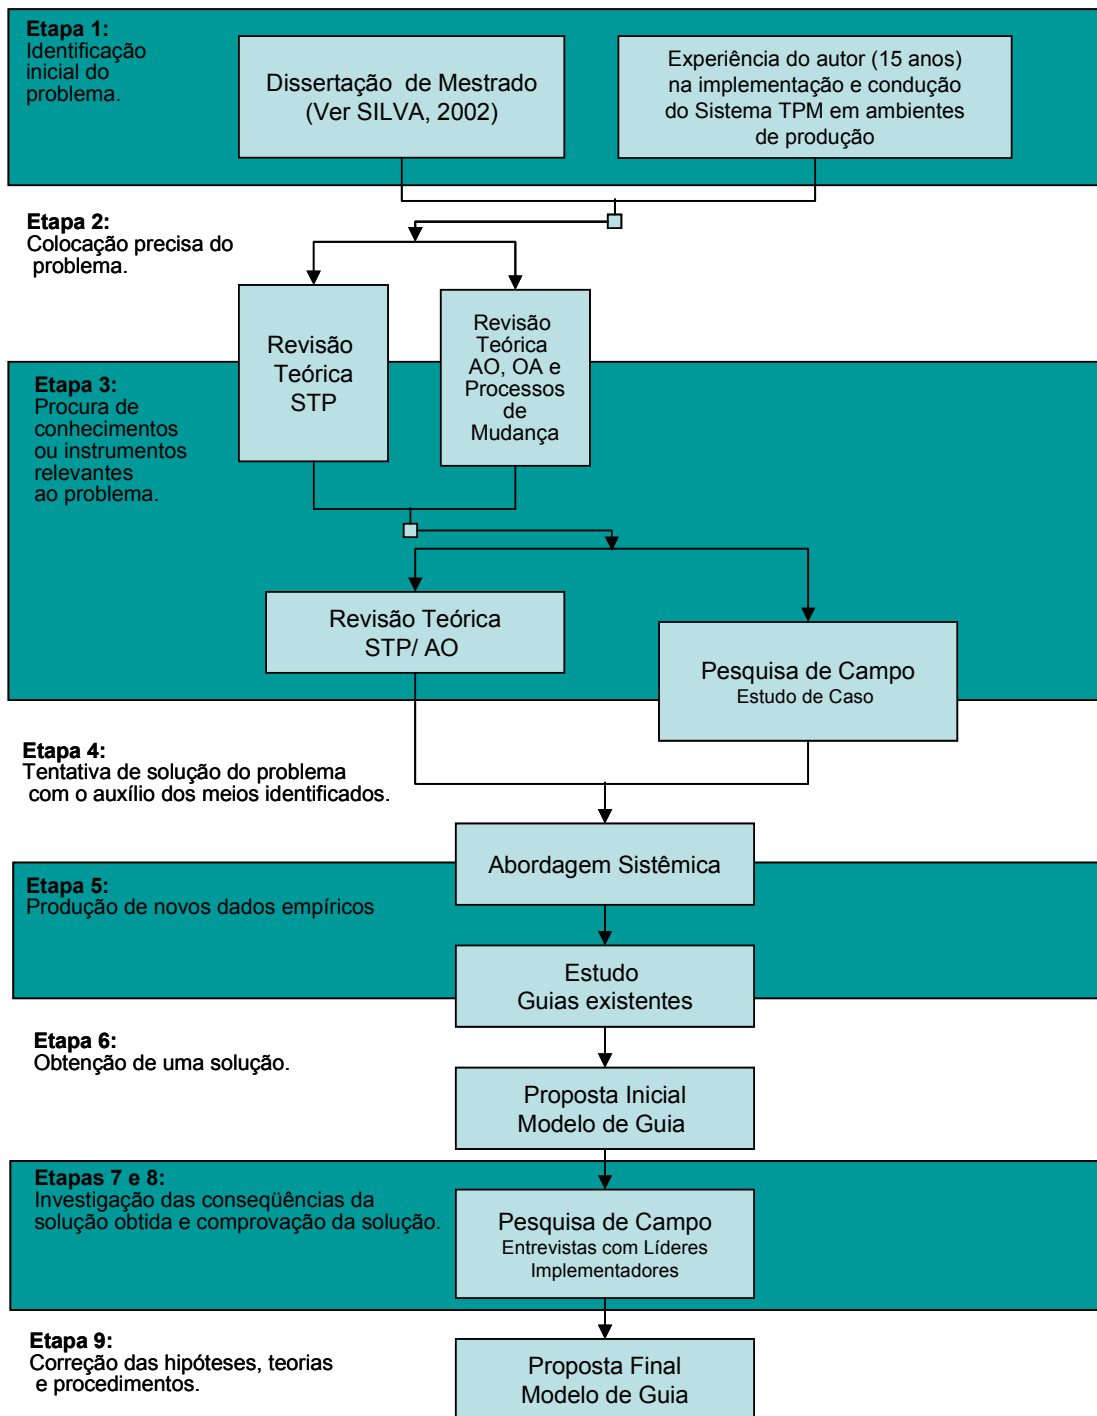 Etapa 1:
Identificação
inicial do
problema.
Dissertação de Mestrado
(Ver SILVA, 2002)
Experiência do autor (15 anos)
na implementação e condução
do Sistema TPM em ambientes
de produção
Etapa 2:
Colocação precisa do
problema.
Revisão
Teórica
STP
Revisão
Teórica
AO, OA e
Processos
de
Mudança
Etapa 3:
Procura de
conhecimentos
ou instrumentos
relevantes
ao problema.
Revisão Teórica
STP/ AO
Pesquisa de Campo
Estudo de Caso
Etapa 4:
Tentativa de solução do problema
com o auxílio dos meios identificados.
Abordagem Sistêmica
Etapa 5:
Produção de novos dados empíricos
Estudo
Guias existentes
Etapa 6:
Obtenção de uma solução.
Proposta Inicial
Modelo de Guia
Etapas 7 e 8:
Investigação das conseqüências da
solução obtida e comprovação da solução.
Pesquisa de Campo
Entrevistas com Líderes
Implementadores
Etapa 9:
Correção das hipóteses, teorias
e procedimentos.
Proposta Final
Modelo de Guia